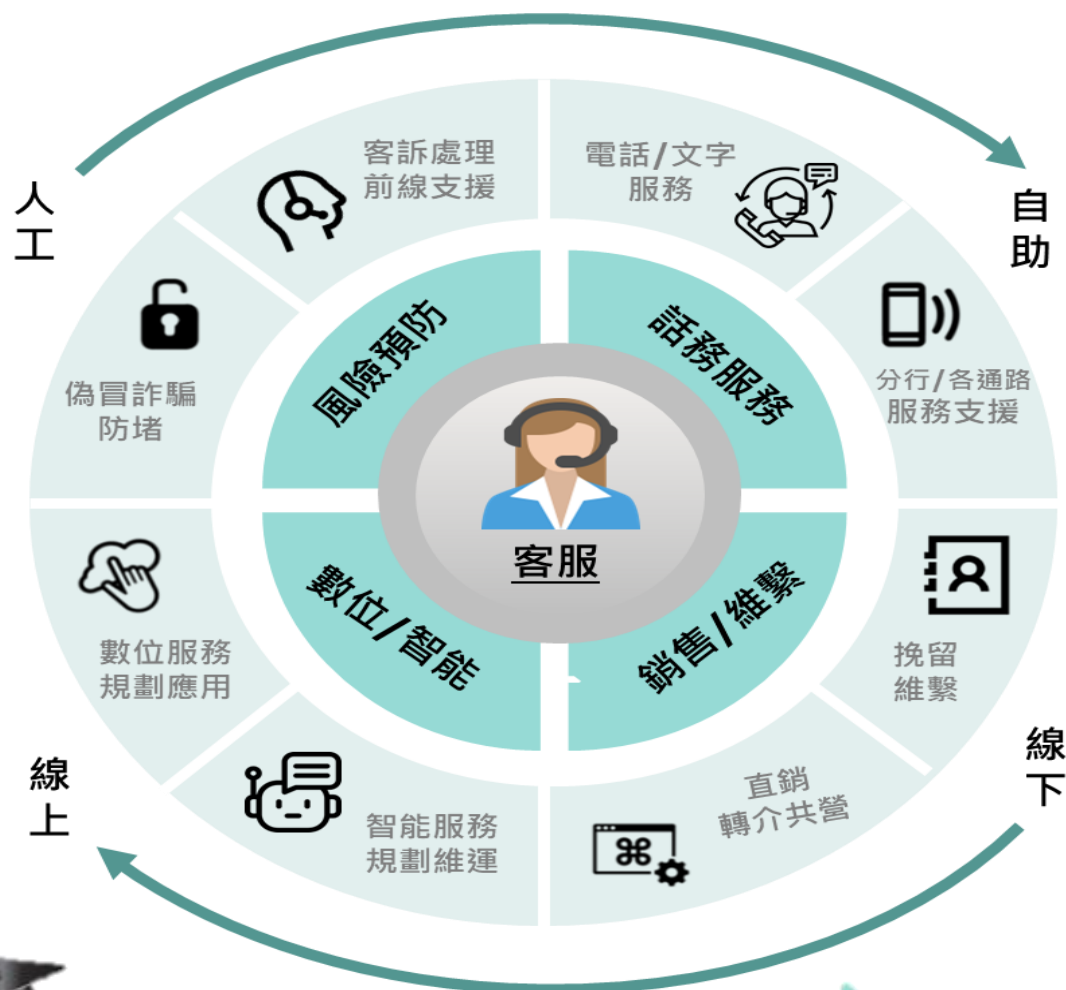 客訴處理
前線支援
電話/文字
服務
人工
自助
偽冒詐騙
防堵
風險預防
話務服務
分行/各通路
服務支援
客服
數位/智能
銷售/維繫
數位服務
規劃應用
挽留
維繫
線上
線下
智能服務
規劃維運
直銷
轉介共營